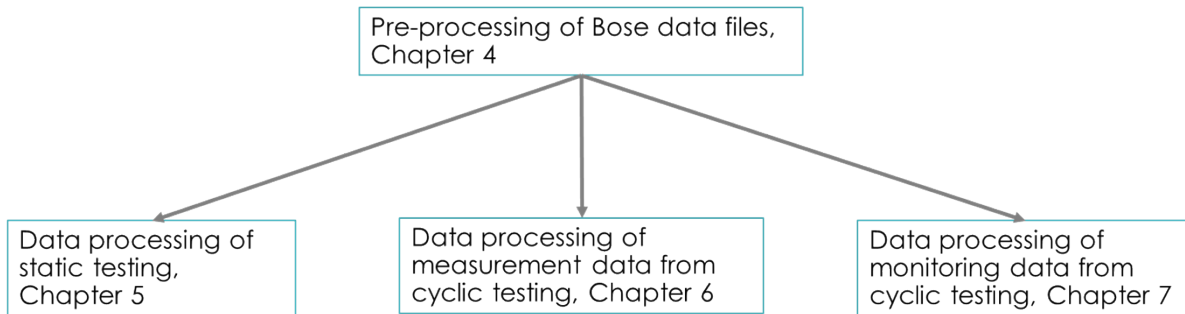 Pre-processing of Bose data files,
Chapter 4
Data processing of
static testing,
Chapter 5
Data processing of
measurement data from
cyclic testing, Chapter 6
Data processing of
monitoring data from
cyclic testing, Chapter 7